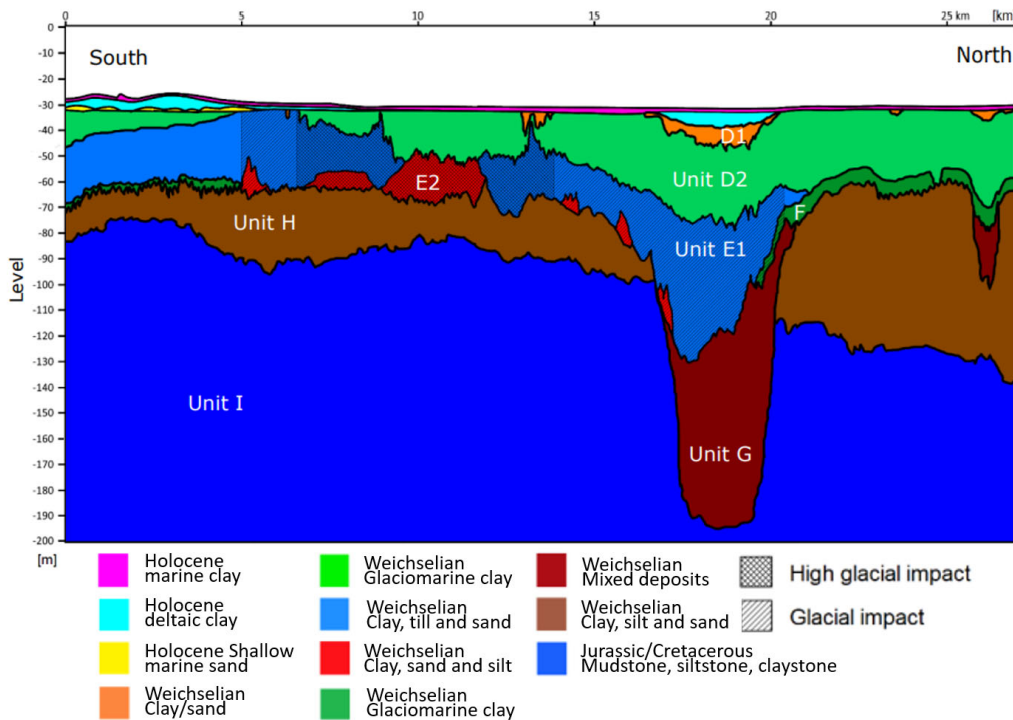 0 5 10 15 20 25 km [km
0
South
North
-10
-20
-30
-40
-50
-60
-70
-80
-90
-100
-110
-120
-130
-140
-150
-160
-170
-180
-190
-200
[m]
Level
D1
Unit D2
E2
F
Unit H
Unit E1
Unit I
Unit G
Holocene
marine clay
Holocene
deltaic clay
Holocene Shallow
marine sand
Weichselian
Clay/sand
Weichselian
Glaciomarine clay
Weichselian
Clay, till and sand
Weichselian
Clay, sand and silt
Weichselian
Glaciomarine clay
Weichselian
Mixed deposits
Weichselian
Clay, silt and sand
Jurassic/Cretacerous
Mudstone, siltstone, claystone
High glacial impact
Glacial impact